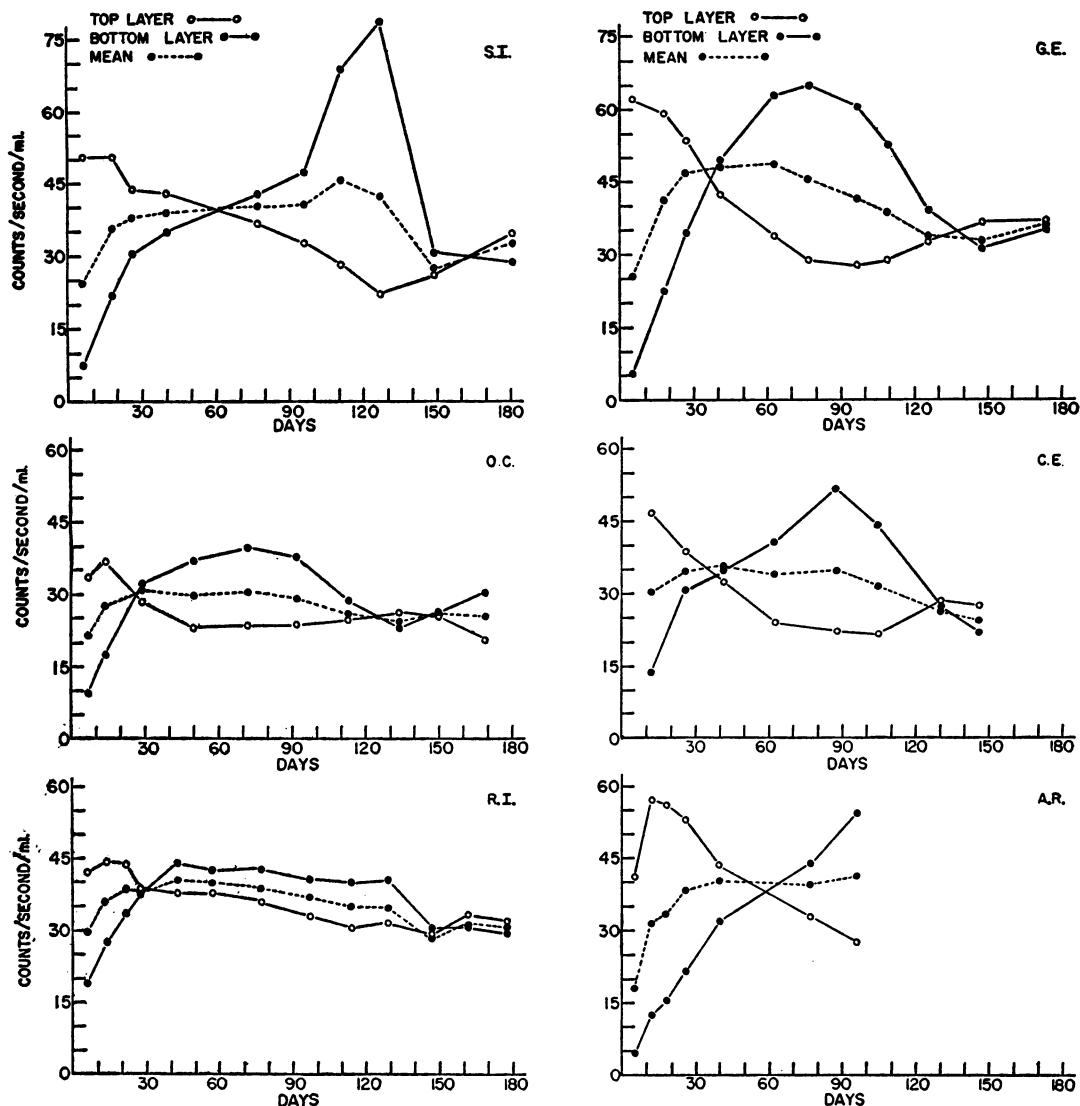 TOP LAYER
BOTTOM LAYER
MEAN
S.I.
COUNTS/SECOND/ml.
75
60
45
30
15
0
30 60 90 120 150 180
DAYS
TOP LAYER
BOTTOM LAYER
MEAN
G.E.
75
60
45
30
15
0
30 60 90 120 150 180
DAYS
O.C.
COUNTS/SECOND/ml.
60
45
30
15
0
30 60 90 120 150 180
DAYS
C.E.
60
45
30
15
0
30 60 90 120 150 180
DAYS
R.I.
COUNTS/SECOND/ml.
60
45
30
15
0
30 60 90 120 150 180
DAYS
A.R.
60
45
30
15
0
30 60 90 120 150 180
DAYS